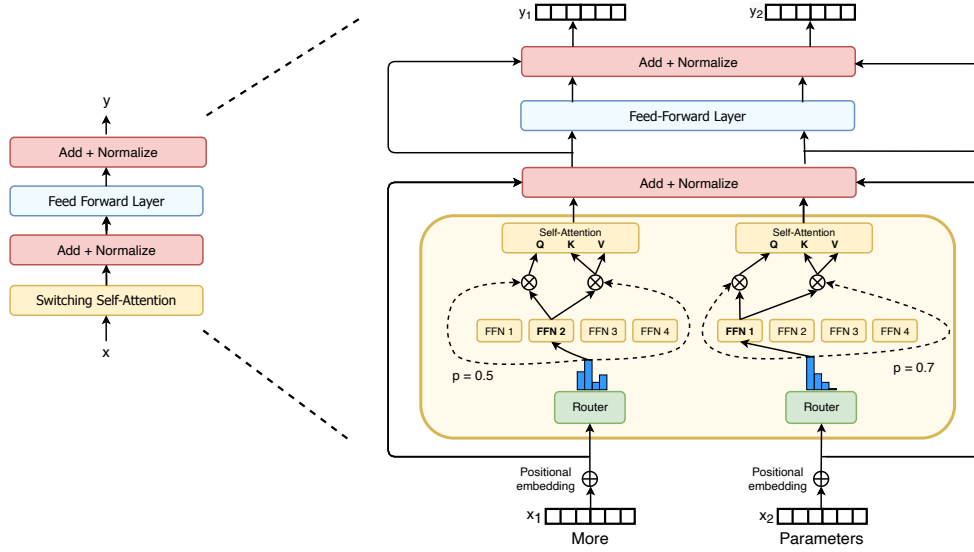 y
Add + Normalize
Feed Forward Layer
Add + Normalize
Switching Self-Attention
x
y1
y2
Add + Normalize
Feed-Forward Layer
Add + Normalize
Self-Attention
Q K V
Self-Attention
Q K V
FFN 1 FFN 2 FFN 3 FFN 4
FFN 1 FFN 2 FFN 3 FFN 4
p = 0.5
p = 0.7
Router
Router
Positional
embedding
Positional
embedding
x1
x2
More
Parameters